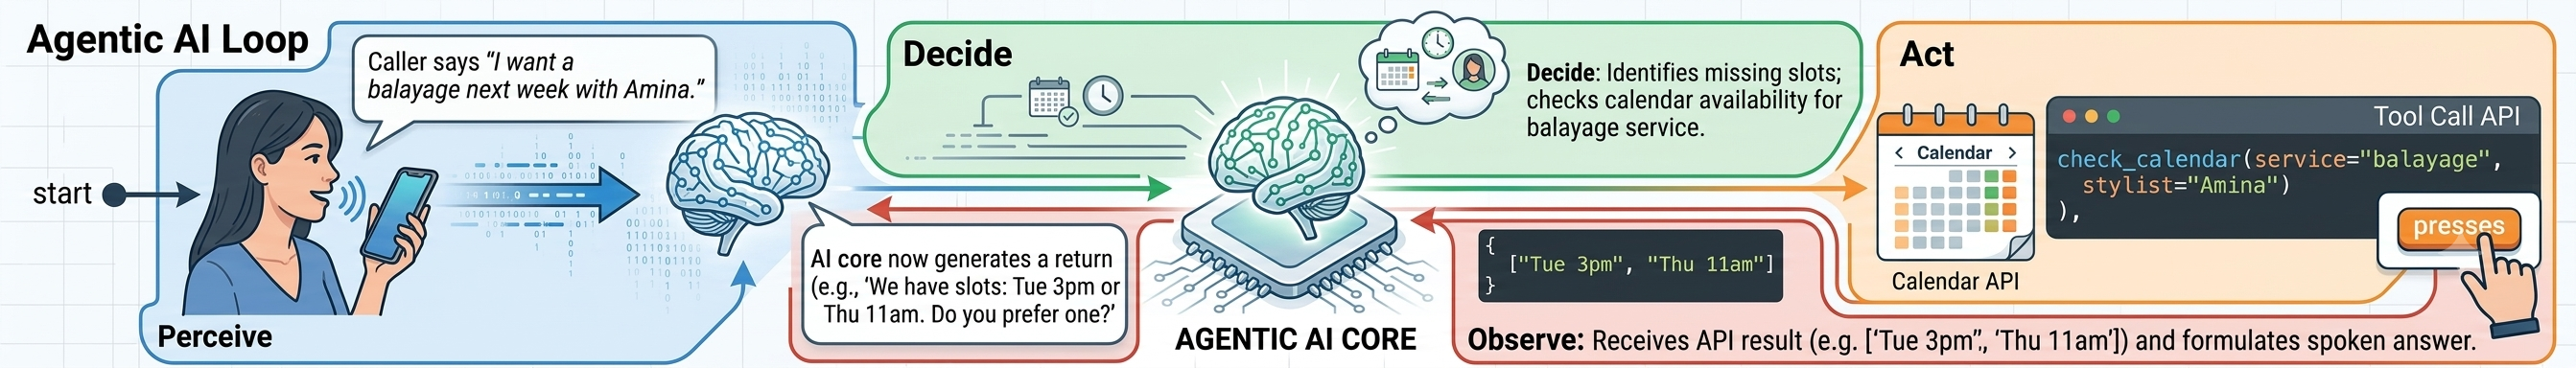 Agentic AI Loop
start
Caller says “I want a
balayage next week with Amina.”
Perceive
Decide
Decide: Identifies missing slots;
checks calendar availability for
balayage service.
Act
Calendar
Calendar API
Tool Call API
check_calendar(service="balayage",
stylist="Amina")
),
presses
AI core now generates a return
(e.g., ‘We have slots: Tue 3pm or
Thu 11am. Do you prefer one?’
AGENTIC AI CORE
{
["Tue 3pm", "Thu 11am"]
}
Observe: Receives API result (e.g. [‘Tue 3pm”, ‘Thu 11am’]) and formulates spoken answer.